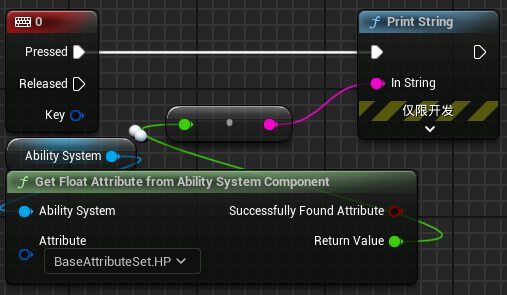 0
Pressed
Released
Key
Print String
In String
仅限开发
Ability System
Get Float Attribute from Ability System Component
Ability System
Successfully Found Attribute
Attribute
Return Value
BaseAttributeSet.HP